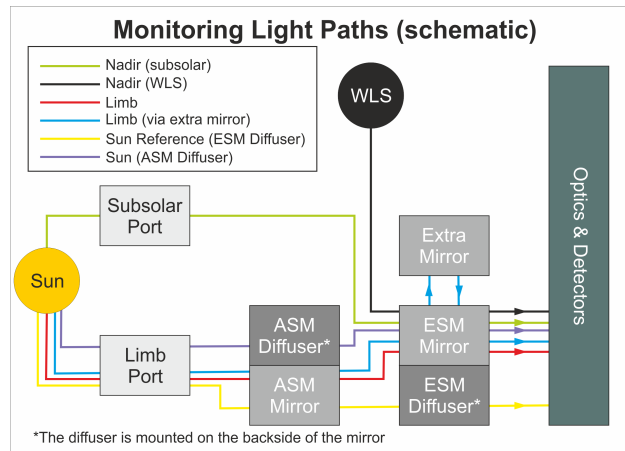 Monitoring Light Paths (schematic)
Nadir (subsolar)
Nadir (WLS)
Limb
Limb (via extra mirror)
Sun Reference (ESM Diffuser)
Sun (ASM Diffuser)
WLS
Subsolar
Port
Extra
Mirror
Sun
ASM
Diffuser*
ESM
Mirror
Limb
Port
ASM
Mirror
ESM
Diffuser*
Optics & Detectors
*The diffuser is mounted on the backside of the mirror